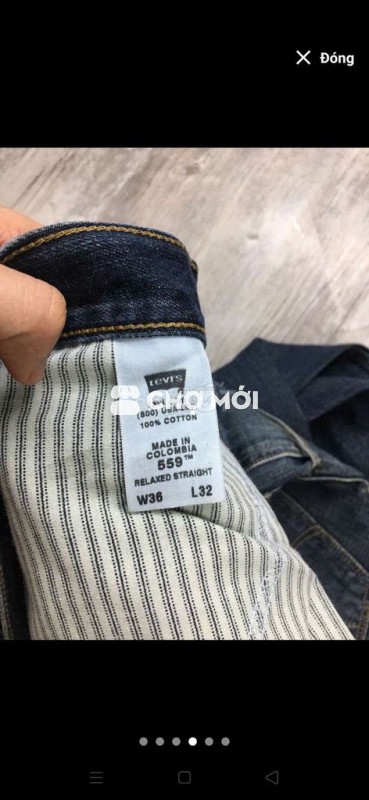 Đóng
LEVI'S
CHỢ MỚI
100% COTTON
MADE IN
COLOMBIA
559™
RELAXED STRAIGHT
W36 L32